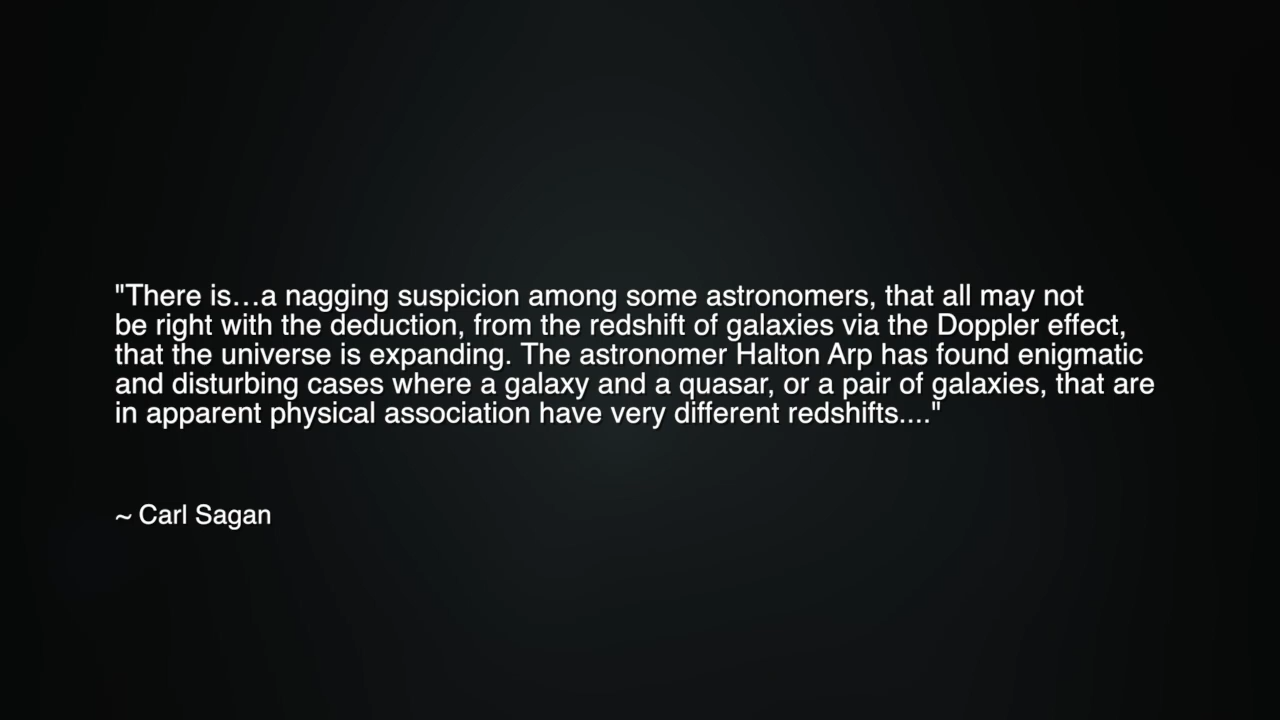 "There is…a nagging suspicion among some astronomers, that all may not
be right with the deduction, from the redshift of galaxies via the Doppler effect,
that the universe is expanding. The astronomer Halton Arp has found enigmatic
and disturbing cases where a galaxy and a quasar, or a pair of galaxies, that are
in apparent physical association have very different redshifts...."
~ Carl Sagan